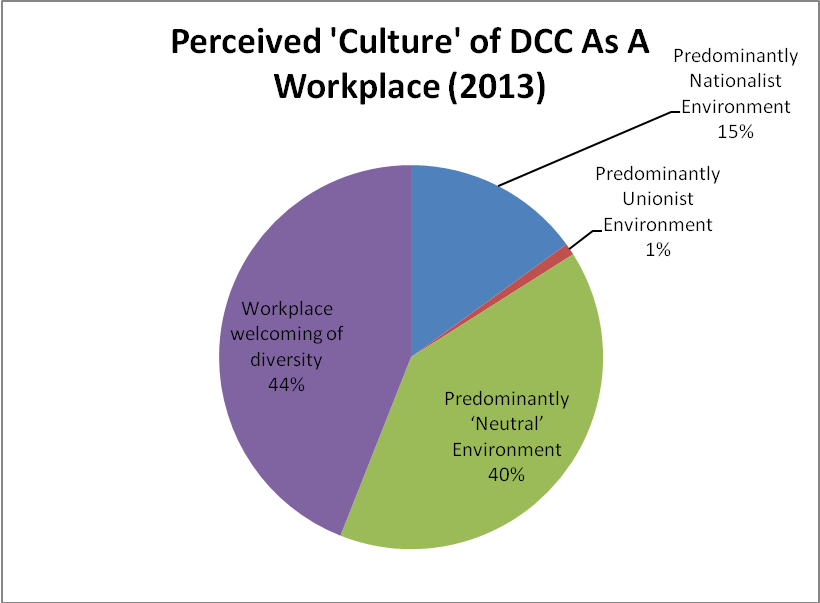 Perceived 'Culture' of DCC As A
Workplace (2013)
Predominantly
Nationalist
Environment
15%
Predominantly
Unionist
Environment
1%
Predominantly
‘Neutral’
Environment
40%
Workplace
welcoming of
diversity
44%